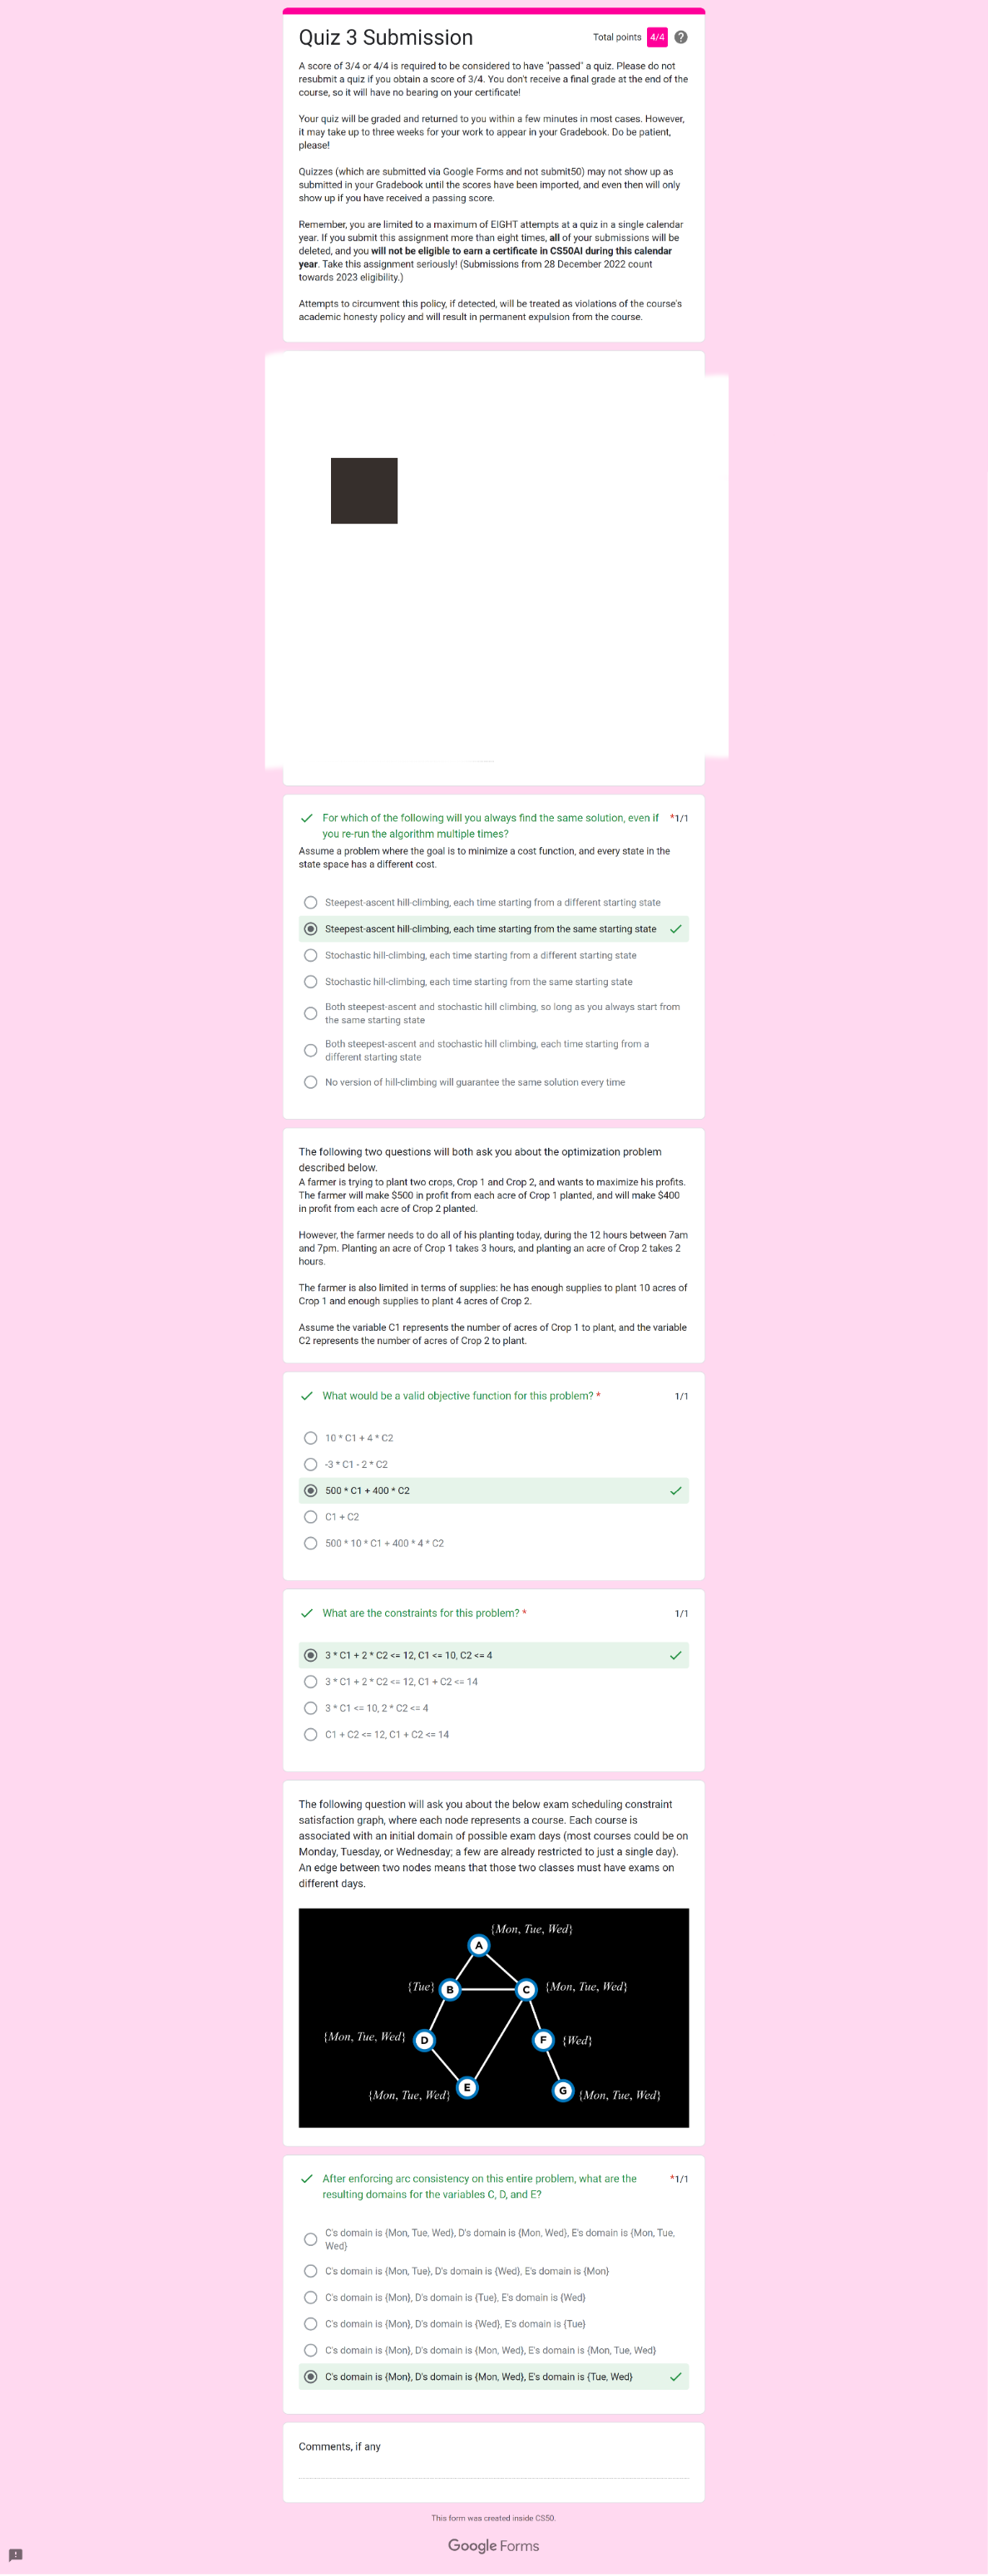 Quiz 3 Submission
Total points 4/4
A score of 3/4 or 4/4 is required to be considered to have "passed" a quiz. Please do not
resubmit a quiz if you obtain a score of 3/4. You don't receive a final grade at the end of the
course, so it will have no bearing on your certificate!
Your quiz will be graded and returned to you within a few minutes in most cases. However,
it may take up to three weeks for your work to appear in your Gradebook. Do be patient,
please!
Quizzes (which are submitted via Google Forms and not submit50) may not show up as
submitted in your Gradebook until the scores have been imported, and even then will only
show up if you have received a passing score.
Remember, you are limited to a maximum of EIGHT attempts at a quiz in a single calendar
year. If you submit this assignment more than eight times, all of your submissions will be
deleted, and you will not be eligible to earn a certificate in CS50AI during this calendar
year. Take this assignment seriously! (Submissions from 28 December 2022 count
towards 2023 eligibility.)
Attempts to circumvent this policy, if detected, will be treated as violations of the course's
academic honesty policy and will result in permanent expulsion from the course.
For which of the following will you always find the same solution, even if *1/1
you re-run the algorithm multiple times?
Assume a problem where the goal is to minimize a cost function, and every state in the
state space has a different cost.
Steepest-ascent hill-climbing, each time starting from a different starting state
Steepest-ascent hill-climbing, each time starting from the same starting state
Stochastic hill-climbing, each time starting from a different starting state
Stochastic hill-climbing, each time starting from the same starting state
Both steepest-ascent and stochastic hill climbing, so long as you always start from
the same starting state
Both steepest-ascent and stochastic hill climbing, each time starting from a
different starting state
No version of hill-climbing will guarantee the same solution every time
The following two questions will both ask you about the optimization problem
described below.
A farmer is trying to plant two crops, Crop 1 and Crop 2, and wants to maximize his profits.
The farmer will make $500 in profit from each acre of Crop 1 planted, and will make $400
in profit from each acre of Crop 2 planted.
However, the farmer needs to do all of his planting today, during the 12 hours between 7am
and 7pm. Planting an acre of Crop 1 takes 3 hours, and planting an acre of Crop 2 takes 2
hours.
The farmer is also limited in terms of supplies: he has enough supplies to plant 10 acres of
Crop 1 and enough supplies to plant 4 acres of Crop 2.
Assume the variable C1 represents the number of acres of Crop 1 to plant, and the variable
C2 represents the number of acres of Crop 2 to plant.
What would be a valid objective function for this problem? * 1/1
10 * C1 + 4 * C2
-3 * C1 - 2 * C2
500 * C1 + 400 * C2
C1 + C2
500 * 10 * C1 + 400 * 4 * C2
What are the constraints for this problem? * 1/1
3 * C1 + 2 * C2 <= 12, C1 <= 10, C2 <= 4
3 * C1 + 2 * C2 <= 12, C1 + C2 <= 14
3 * C1 <= 10, 2 * C2 <= 4
C1 + C2 <= 12, C1 + C2 <= 14
The following question will ask you about the below exam scheduling constraint
satisfaction graph, where each node represents a course. Each course is
associated with an initial domain of possible exam days (most courses could be on
Monday, Tuesday, or Wednesday; a few are already restricted to just a single day).
An edge between two nodes means that those two classes must have exams on
different days.
{Mon, Tue, Wed}
A
{Tue} B C {Mon, Tue, Wed}
{Mon, Tue, Wed} D F {Wed}
{Mon, Tue, Wed} E G {Mon, Tue, Wed}
After enforcing arc consistency on this entire problem, what are the *1/1
resulting domains for the variables C, D, and E?
C's domain is {Mon, Tue, Wed}, D's domain is {Mon, Wed}, E's domain is {Mon, Tue,
Wed}
C's domain is {Mon, Tue}, D's domain is {Wed}, E's domain is {Mon}
C's domain is {Mon}, D's domain is {Tue}, E's domain is {Wed}
C's domain is {Mon}, D's domain is {Wed}, E's domain is {Tue}
C's domain is {Mon}, D's domain is {Mon, Wed}, E's domain is {Mon, Tue, Wed}
C's domain is {Mon}, D's domain is {Mon, Wed}, E's domain is {Tue, Wed}
Comments, if any
This form was created inside CS50.
Google Forms